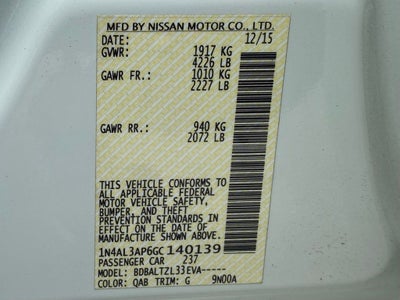 MFD BY NISSAN MOTOR CO., LTD.
DATE: 12/15
GVWR: 1917 KG
4226 LB
GAWR FR.: 1010 KG
2227 LB
GAWR RR.: 940 KG
2072 LB
THIS VEHICLE CONFORMS TO
ALL APPLICABLE FEDERAL
MOTOR VEHICLE SAFETY,
BUMPER, AND THEFT
PREVENTION STANDARDS IN
EFFECT ON THE DATE OF
MANUFACTURE SHOWN ABOVE.
1N4AL3AP6GC140139
PASSENGER CAR 237
MODEL: BDBALTZL33EVA-----
COLOR: QAB TRIM: G 9N00A